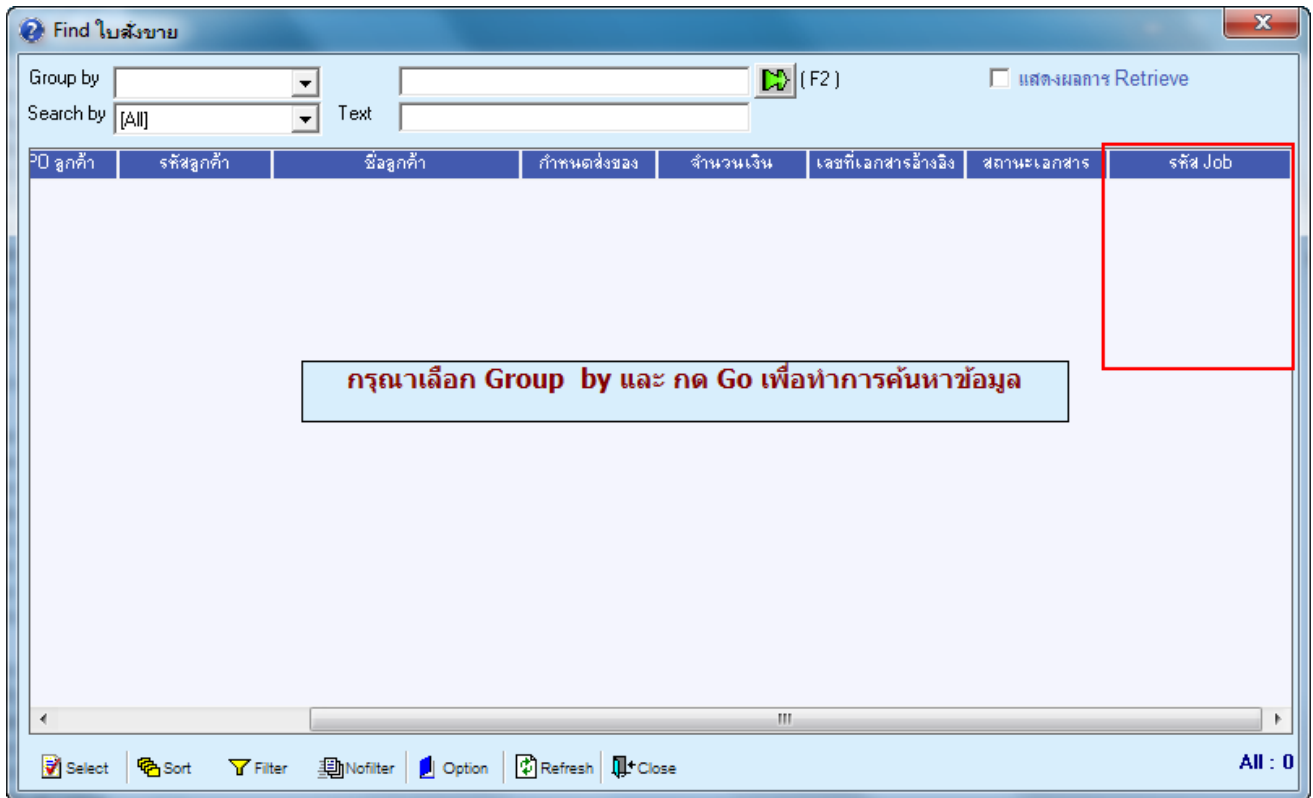 Find ใบสั่งขาย
Group by
( F2 )
แสดงผลการ Retrieve
Search by [All] Text
PO ลูกค้า รหัสลูกค้า ชื่อลูกค้า กำหนดส่งของ จำนวนเงิน เลขที่เอกสารอ้างอิง สถานะเอกสาร รหัส Job
กรุณาเลือก Group by และ กด Go เพื่อทำการค้นหาข้อมูล
Select Sort Filter Nofilter Option Refresh Close All : 0